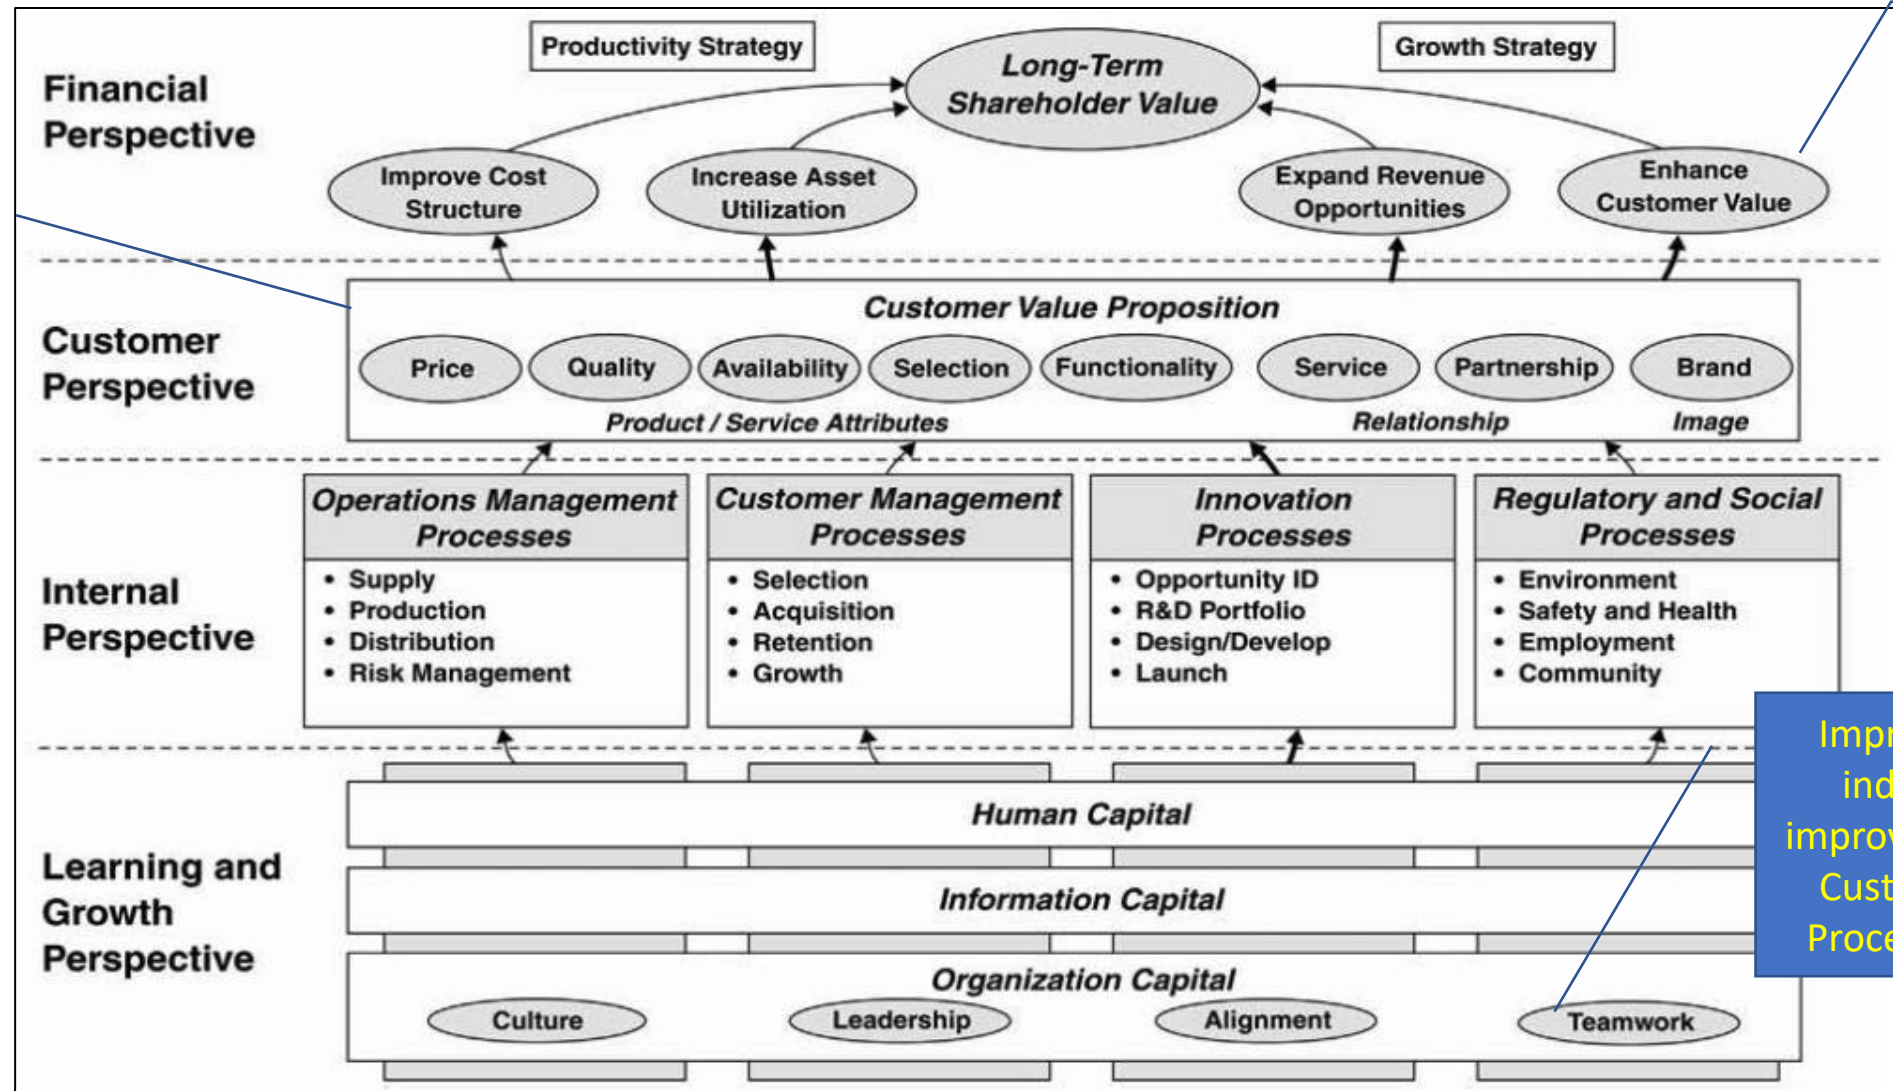 Productivity Strategy
Growth Strategy
Long-Term
Shareholder Value
Financial
Perspective
Improve Cost
Structure
Increase Asset
Utilization
Expand Revenue
Opportunities
Enhance
Customer Value
Customer
Perspective
Customer Value Proposition
Price
Quality
Availability
Selection
Functionality
Service
Partnership
Brand
Product / Service Attributes
Relationship
Image
Internal
Perspective
Operations Management
Processes
• Supply
• Production
• Distribution
• Risk Management
Customer Management
Processes
• Selection
• Acquisition
• Retention
• Growth
Innovation
Processes
• Opportunity ID
• R&D Portfolio
• Design/Develop
• Launch
Regulatory and Social
Processes
• Environment
• Safety and Health
• Employment
• Community
Learning and
Growth
Perspective
Human Capital
Information Capital
Organization Capital
Culture
Leadership
Alignment
Teamwork